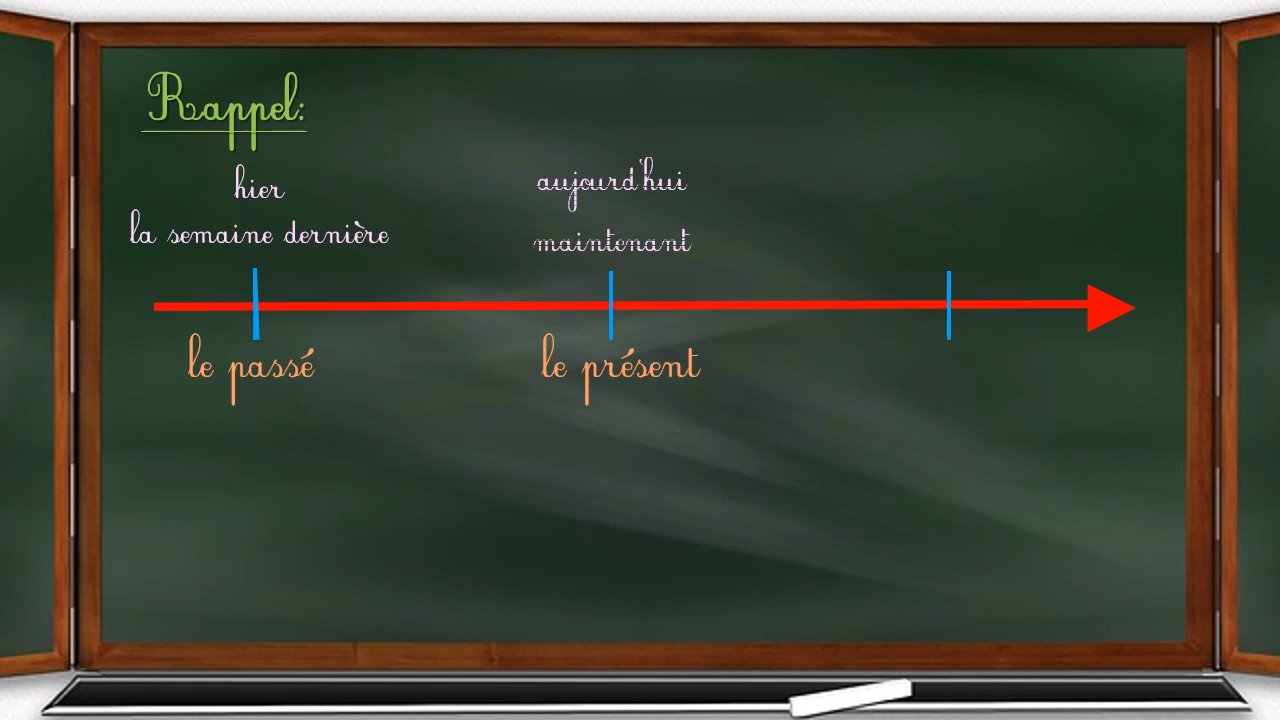 Rappel:
hier
la semaine dernière
aujourd'hui
maintenant
le passé
le présent